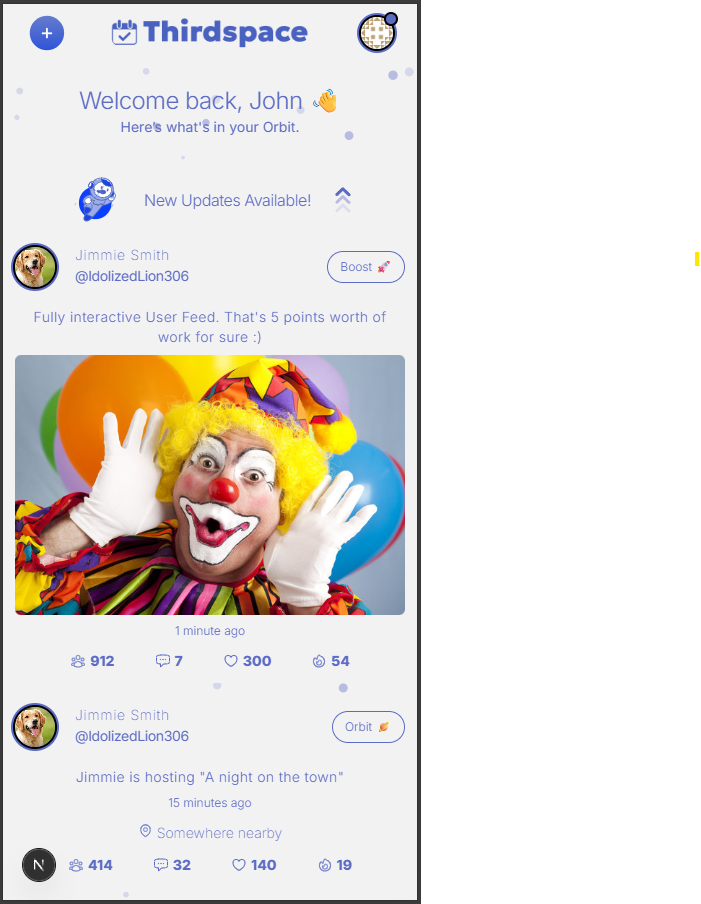 +
Thirdspace
Welcome back, John 👋
Here's what's in your Orbit.
New Updates Available!
Jimmie Smith
@IdolizedLion306
Boost 🚀
Fully interactive User Feed. That's 5 points worth of
work for sure :)
1 minute ago
912 7 300 54
Jimmie Smith
@IdolizedLion306
Orbit 🪐
Jimmie is hosting "A night on the town"
15 minutes ago
Somewhere nearby
N 414 32 140 19